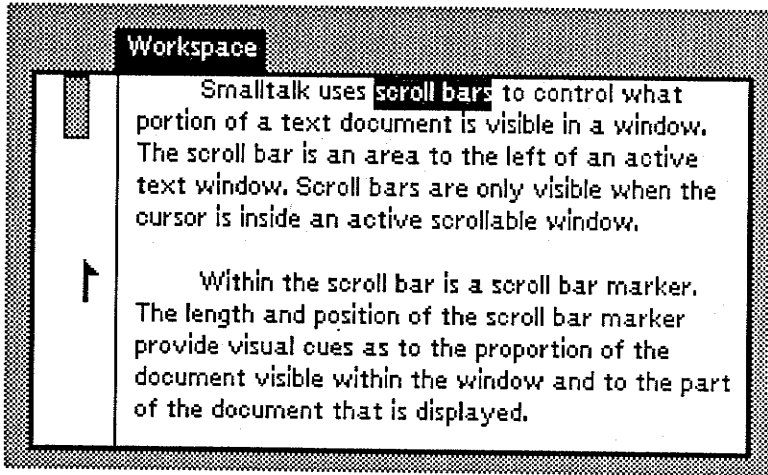 Workspace
Smalltalk uses scroll bars to control what
portion of a text document is visible in a window.
The scroll bar is an area to the left of an active
text window. Scroll bars are only visible when the
cursor is inside an active scrollable window.
Within the scroll bar is a scroll bar marker.
The length and position of the scroll bar marker
provide visual cues as to the proportion of the
document visible within the window and to the part
of the document that is displayed.